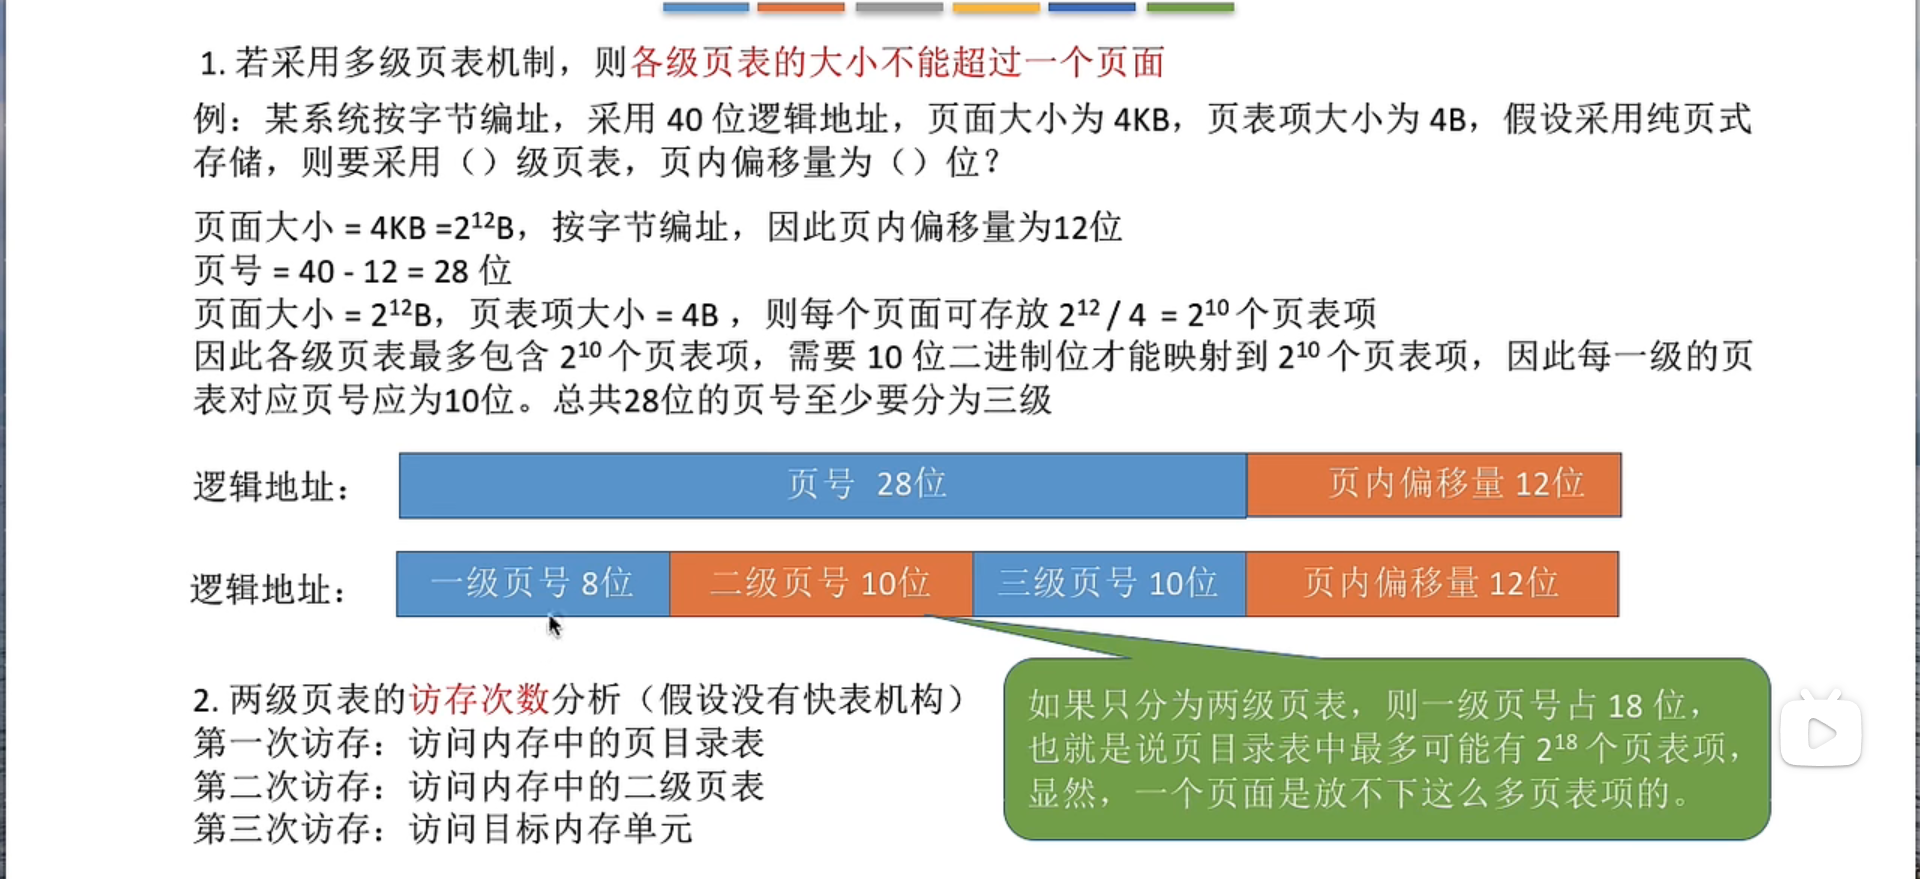 1. 若采用多级页表机制，则各级页表的大小不能超过一个页面
例：某系统按字节编址，采用 40 位逻辑地址，页面大小为 4KB，页表项大小为 4B，假设采用纯页式
存储，则要采用（）级页表，页内偏移量为（）位？
页面大小 = 4KB =2¹²B，按字节编址，因此页内偏移量为12位
页号 = 40 - 12 = 28 位
页面大小 = 2¹²B，页表项大小 = 4B ，则每个页面可存放 2¹² / 4 = 2¹⁰ 个页表项
因此各级页表最多包含 2¹⁰ 个页表项，需要 10 位二进制位才能映射到 2¹⁰ 个页表项，因此每一级的页
表对应页号应为10位。总共28位的页号至少要分为三级
逻辑地址： 页号 28位 页内偏移量 12位
逻辑地址： 一级页号 8位 二级页号 10位 三级页号 10位 页内偏移量 12位
2. 两级页表的访存次数分析（假设没有快表机构）
第一次访存：访问内存中的页目录表
第二次访存：访问内存中的二级页表
第三次访存：访问目标内存单元
如果只分为两级页表，则一级页号占 18 位，
也就是说页目录表中最多可能有 2¹⁸ 个页表项，
显然，一个页面是放不下这么多页表项的。